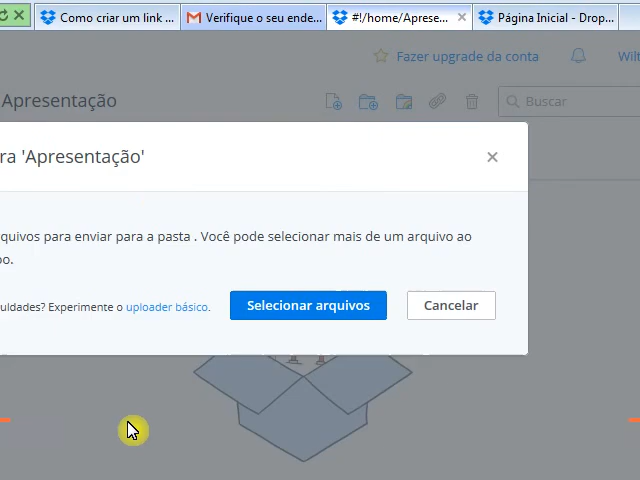 Como criar um link ...
Verifique o seu ende...
#!/home/Aprese...
Página Inicial - Drop...
Fazer upgrade da conta
Wilt
Apresentação
Buscar
ra 'Apresentação'
quivos para enviar para a pasta . Você pode selecionar mais de um arquivo ao
po.
uldades? Experimente o uploader básico.
Selecionar arquivos
Cancelar